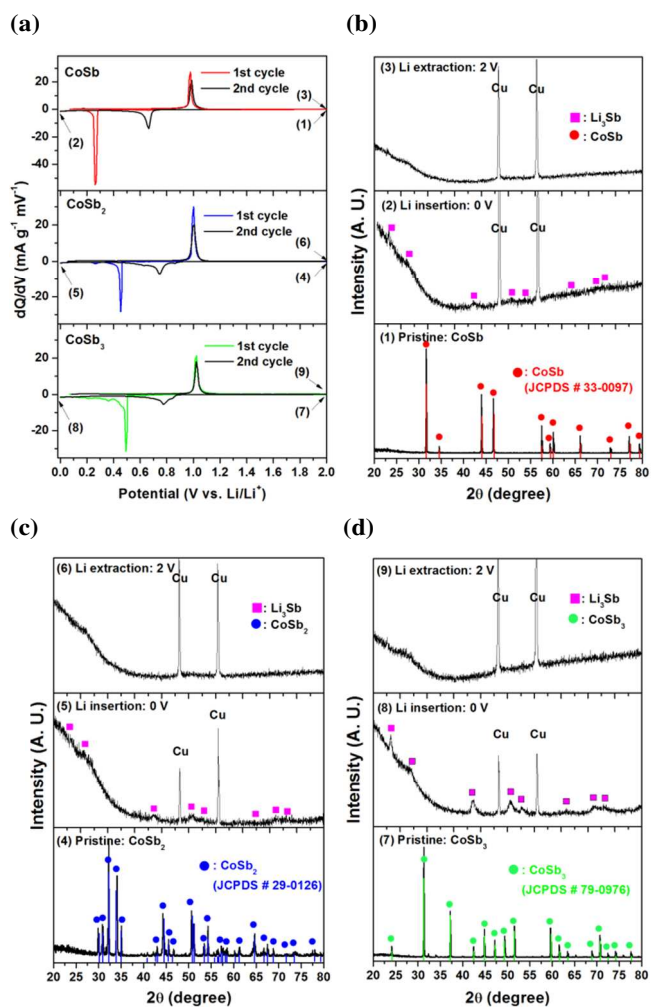 (a)
CoSb
1st cycle
2nd cycle
(3)
(1)
(2)
20
0
-20
-40
CoSb₂
1st cycle
2nd cycle
(6)
(4)
(5)
20
0
-20
CoSb₃
1st cycle
2nd cycle
(9)
(7)
(8)
20
0
-20
dQ/dV (mA g⁻¹ mV⁻¹)
0.0 0.4 0.8 1.2 1.6 2.0
Potential (V vs. Li/Li⁺)
(b)
(3) Li extraction: 2 V
Cu
Cu
: Li₃Sb
: CoSb
(2) Li insertion: 0 V
Cu
Cu
(1) Pristine: CoSb
: CoSb
(JCPDS # 33-0097)
Intensity (A. U.)
20 25 30 35 40 45 50 55 60 65 70 75 80
2θ (degree)
(c)
(6) Li extraction: 2 V
Cu
Cu
: Li₃Sb
: CoSb₂
(5) Li insertion: 0 V
Cu
Cu
(4) Pristine: CoSb₂
: CoSb₂
(JCPDS # 29-0126)
Intensity (A. U.)
20 25 30 35 40 45 50 55 60 65 70 75 80
2θ (degree)
(d)
(9) Li extraction: 2 V
Cu
Cu
: Li₃Sb
: CoSb₃
(8) Li insertion: 0 V
Cu
Cu
(7) Pristine: CoSb₃
: CoSb₃
(JCPDS # 79-0976)
Intensity (A. U.)
20 25 30 35 40 45 50 55 60 65 70 75 80
2θ (degree)